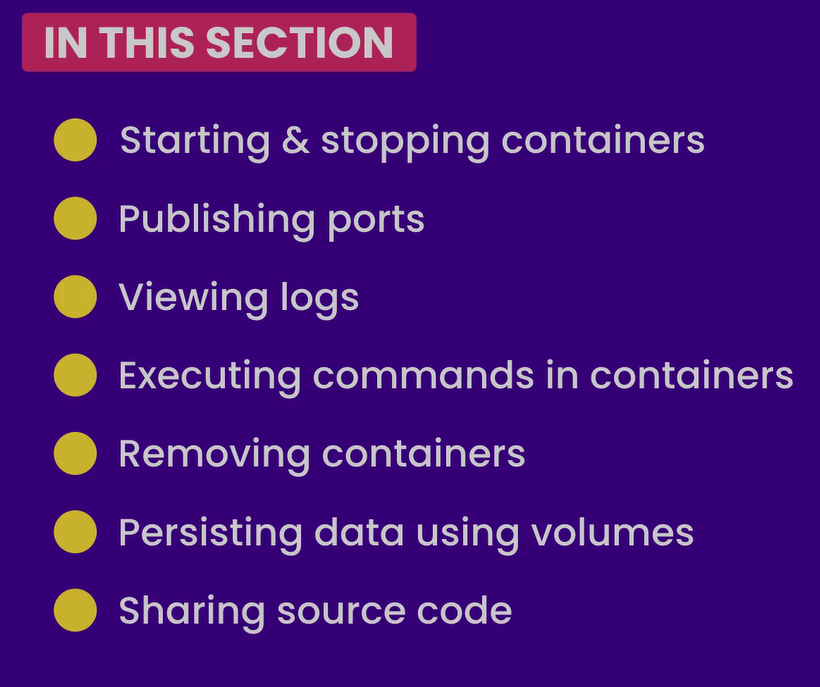 IN THIS SECTION
Starting & stopping containers
Publishing ports
Viewing logs
Executing commands in containers
Removing containers
Persisting data using volumes
Sharing source code